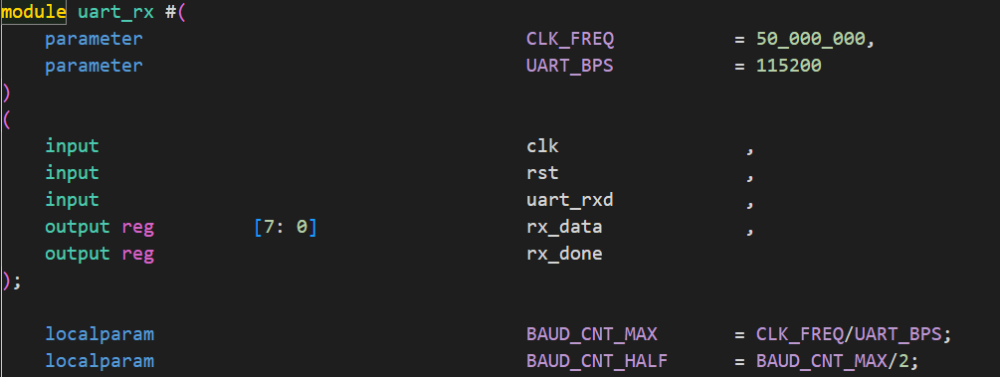 module uart_rx #(
parameter CLK_FREQ = 50_000_000,
parameter UART_BPS = 115200
)
(
input clk ,
input rst ,
input uart_rxd ,
output reg [7: 0] rx_data ,
output reg rx_done
);
localparam BAUD_CNT_MAX = CLK_FREQ/UART_BPS;
localparam BAUD_CNT_HALF = BAUD_CNT_MAX/2;